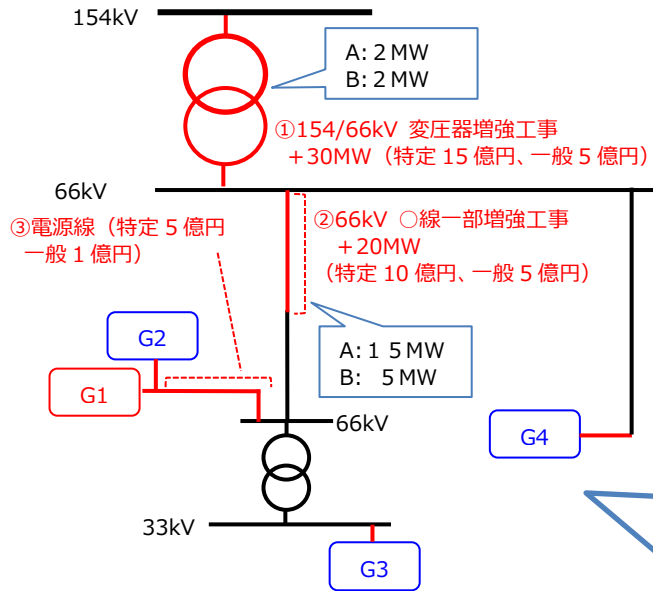 154kV
A: 2 MW
B: 2 MW
①154/66kV 変圧器増強工事
+30MW（特定 15 億円、一般 5 億円）
66kV
③電源線（特定 5 億円
一般 1 億円）
②66kV ○線一部増強工事
+20MW
（特定 10 億円、一般 5 億円）
G2
A: 1 5 MW
B: 5 MW
G1
66kV
G4
33kV
G3